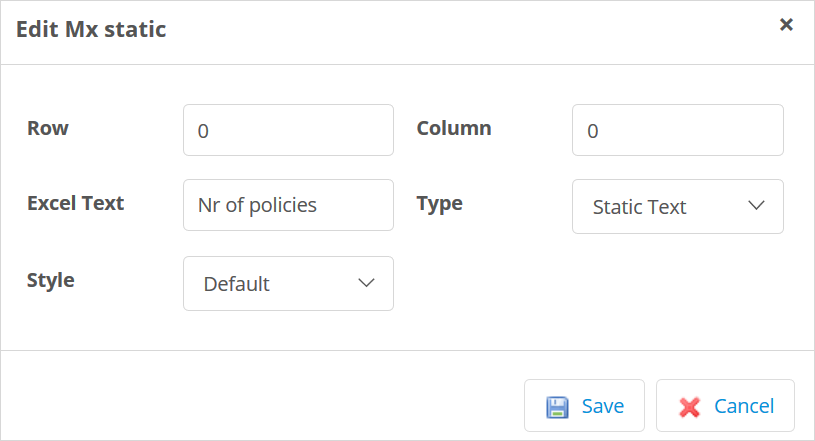 Edit Mx static ×
Row 0 Column 0
Excel Text Nr of policies Type Static Text
Style Default
Save Cancel